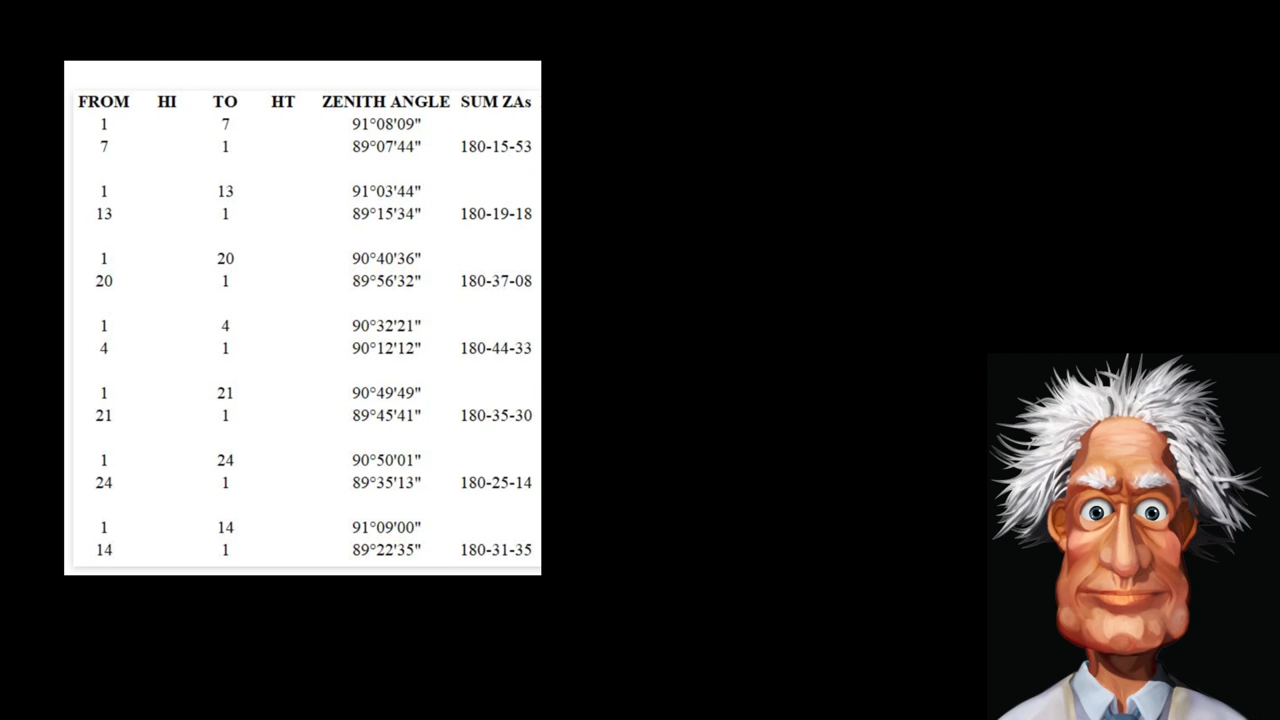 FROM HI TO HT ZENITH ANGLE SUM ZAs
1 7 91°08'09"
7 1 89°07'44" 180-15-53
1 13 91°03'44"
13 1 89°15'34" 180-19-18
1 20 90°40'36"
20 1 89°56'32" 180-37-08
1 4 90°32'21"
4 1 90°12'12" 180-44-33
1 21 90°49'49"
21 1 89°45'41" 180-35-30
1 24 90°50'01"
24 1 89°35'13" 180-25-14
1 14 91°09'00"
14 1 89°22'35" 180-31-35